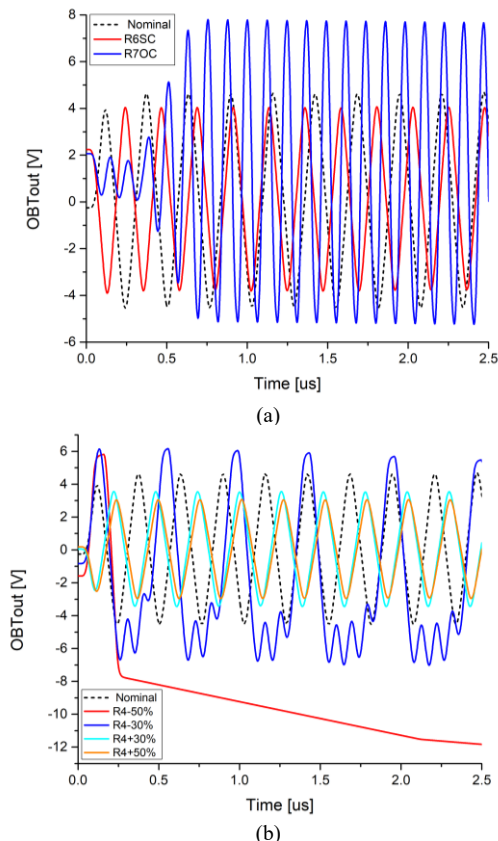 8
6
4
2
0
-2
-4
-6
OBTout [V]
Nominal
R6SC
R7OC
0.0 0.5 1.0 1.5 2.0 2.5
Time [us]
(a)
6
4
2
0
-2
-4
-6
-8
-10
-12
OBTout [V]
Nominal
R4-50%
R4-30%
R4+30%
R4+50%
0.0 0.5 1.0 1.5 2.0 2.5
Time [us]
(b)